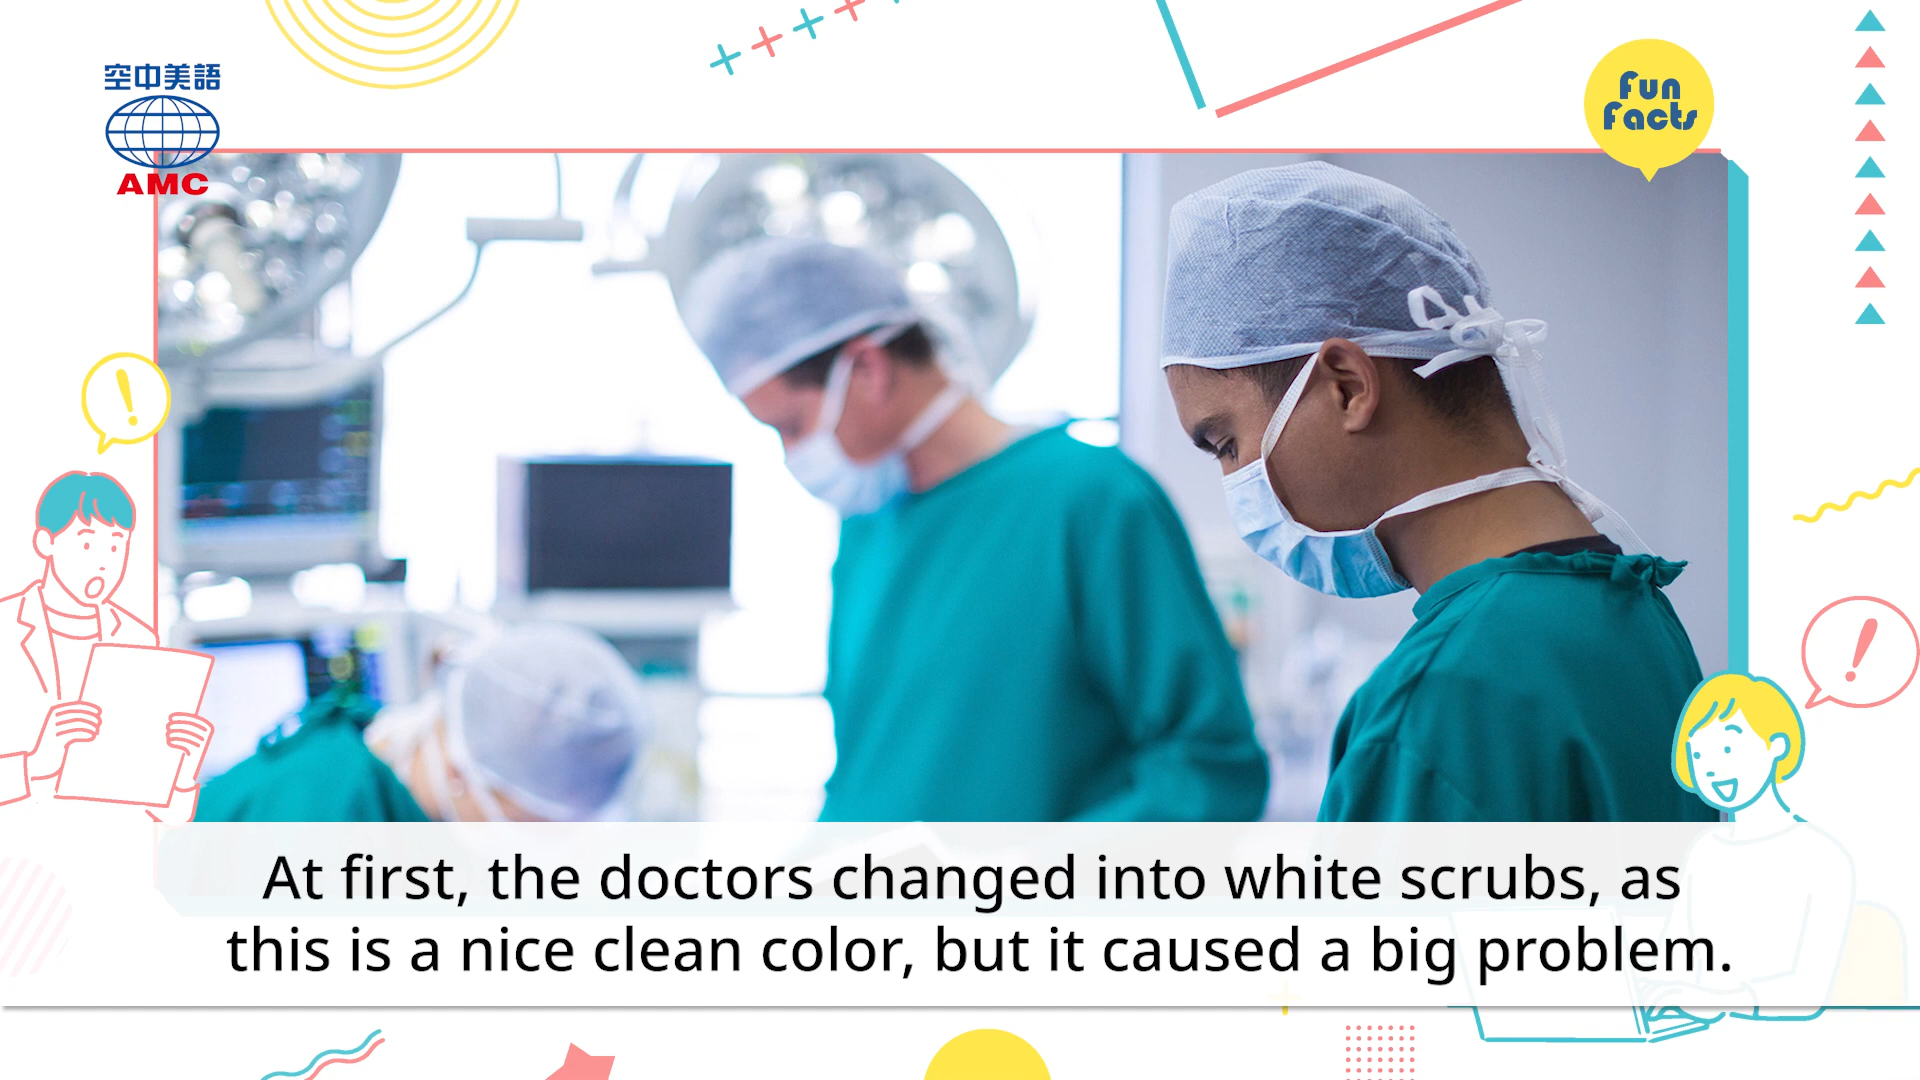 空中美語
AMC
Fun
Facts
At first, the doctors changed into white scrubs, as
this is a nice clean color, but it caused a big problem.